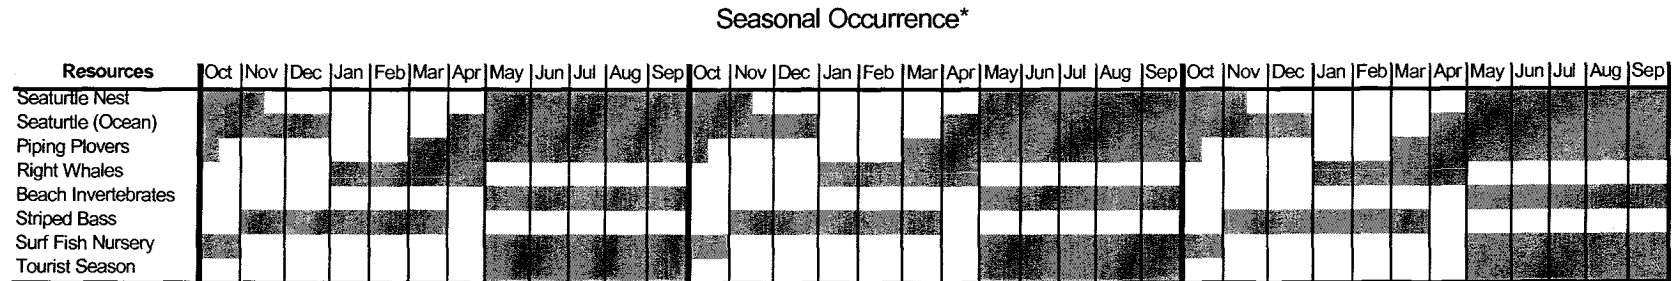 Seasonal Occurrence*
Resources Oct Nov Dec Jan Feb Mar Apr May Jun Jul Aug Sep Oct Nov Dec Jan Feb Mar Apr May Jun Jul Aug Sep Oct Nov Dec Jan Feb Mar Apr May Jun Jul Aug Sep
Seaturtle Nest
Seaturtle (Ocean)
Piping Plovers
Right Whales
Beach Invertebrates
Striped Bass
Surf Fish Nursery
Tourist Season